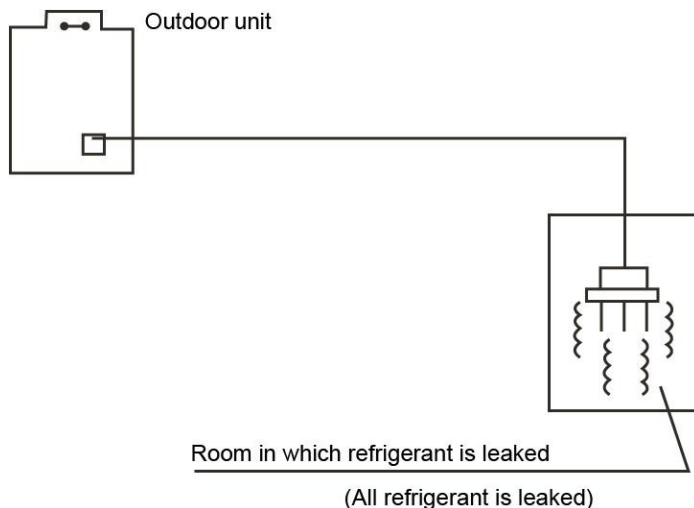 Outdoor unit
Room in which refrigerant is leaked
(All refrigerant is leaked)